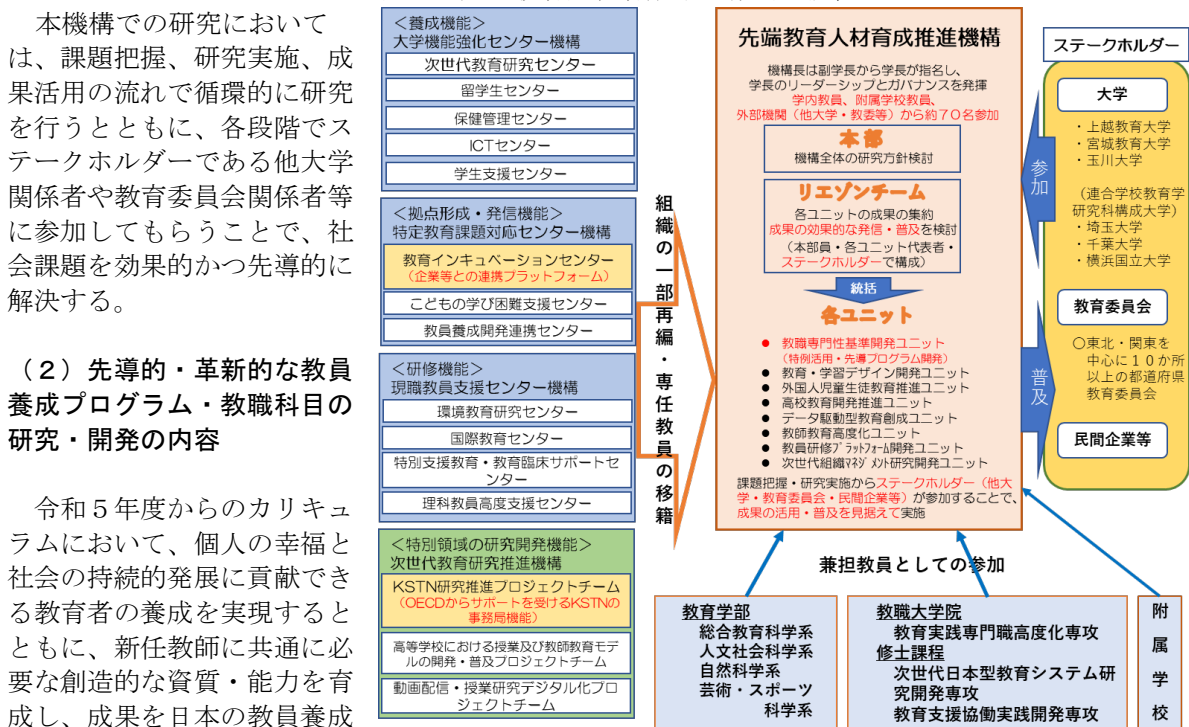 本機構での研究において
は、課題把握、研究実施、成
果活用の流れで循環的に研究
を行うとともに、各段階でス
テークホルダーである他大学
関係者や教育委員会関係者等
に参加してもらうことで、社
会課題を効果的かつ先導的に
解決する。
（２）先導的・革新的な教員
養成プログラム・教職科目の
研究・開発の内容
令和５年度からのカリキュ
ラムにおいて、個人の幸福と
社会の持続的発展に貢献でき
る教育者の養成を実現すると
ともに、新任教師に共通に必
要な創造的な資質・能力を育
成し、成果を日本の教員養成
＜養成機能＞
大学機能強化センター機構
次世代教育研究センター
留学生センター
保健管理センター
ICTセンター
学生支援センター
＜拠点形成・発信機能＞
特定教育課題対応センター機構
教育インキュベーションセンター
（企業等との連携プラットフォーム）
こどもの学び困難支援センター
教員養成開発連携センター
＜研修機能＞
現職教員支援センター機構
環境教育研究センター
国際教育センター
特別支援教育・教育臨床サポートセ
ンター
理科教員高度支援センター
＜特別領域の研究開発機能＞
次世代教育研究推進機構
KSTN研究推進プロジェクトチーム
（OECDからサポートを受けるKSTNの
事務局機能）
高等学校における授業及び教師教育モデ
ルの開発・普及プロジェクトチーム
動画配信・授業研究デジタル化プロ
ジェクトチーム
組織の一部再編・専任教員の移籍
先端教育人材育成推進機構
機構長は副学長から学長が指名し、
学長のリーダーシップとガバナンスを発揮
学内教員、附属学校教員、
外部機関（他大学・教委等）から約７０名参加
本部
機構全体の研究方針検討
リエゾンチーム
各ユニットの成果の集約
成果の効果的な発信・普及を検討
（本部員・各ユニット代表者・
ステークホルダーで構成）
統括
各ユニット
● 教職専門性基準開発ユニット
（特例活用・先導プログラム開発）
● 教育・学習デザイン開発ユニット
● 外国人児童生徒教育推進ユニット
● 高校教育開発推進ユニット
● データ駆動型教育創成ユニット
● 教師教育高度化ユニット
● 教員研修ﾌﾟﾗｯﾄﾌｫｰﾑ開発ユニット
● 次世代組織ﾏﾈｼﾞﾒﾝﾄ研究開発ユニット
課題把握・研究実施からステークホルダー（他大
学・教育委員会・民間企業等）が参加することで、
成果の活用・普及を見据えて実施
参加
普及
ステークホルダー
大学
・上越教育大学
・宮城教育大学
・玉川大学
（連合学校教育学
研究科構成大学）
・埼玉大学
・千葉大学
・横浜国立大学
教育委員会
○東北・関東を
中心に１０か所
以上の都道府県
教育委員会
民間企業等
兼担教員としての参加
教育学部
総合教育科学系
人文社会科学系
自然科学系
芸術・スポーツ
科学系
教職大学院
教育実践専門職高度化専攻
修士課程
次世代日本型教育システム研
究開発専攻
教育支援協働実践開発専攻
附属学校